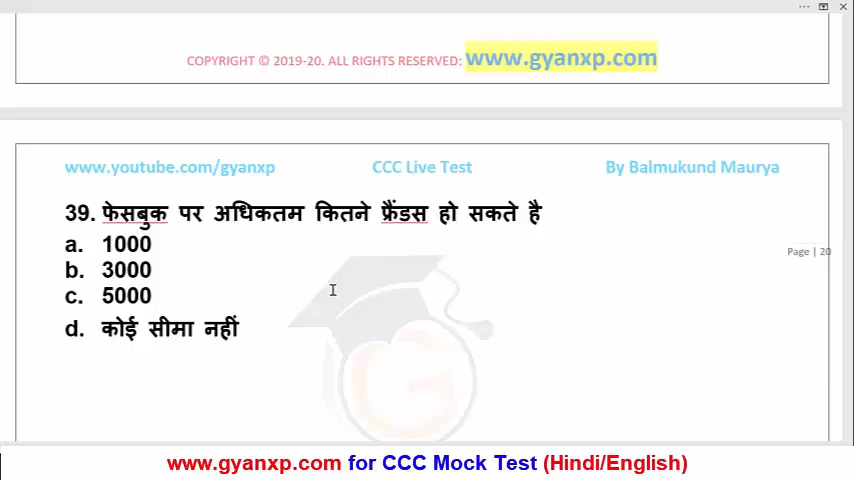 COPYRIGHT © 2019-20. ALL RIGHTS RESERVED: www.gyanxp.com
www.youtube.com/gyanxp CCC Live Test By Balmukund Maurya
39. फेसबुक पर अधिकतम कितने फ्रैंडस हो सकते है
a. 1000
Page | 20
b. 3000
c. 5000
d. कोई सीमा नहीं
www.gyanxp.com for CCC Mock Test (Hindi/English)